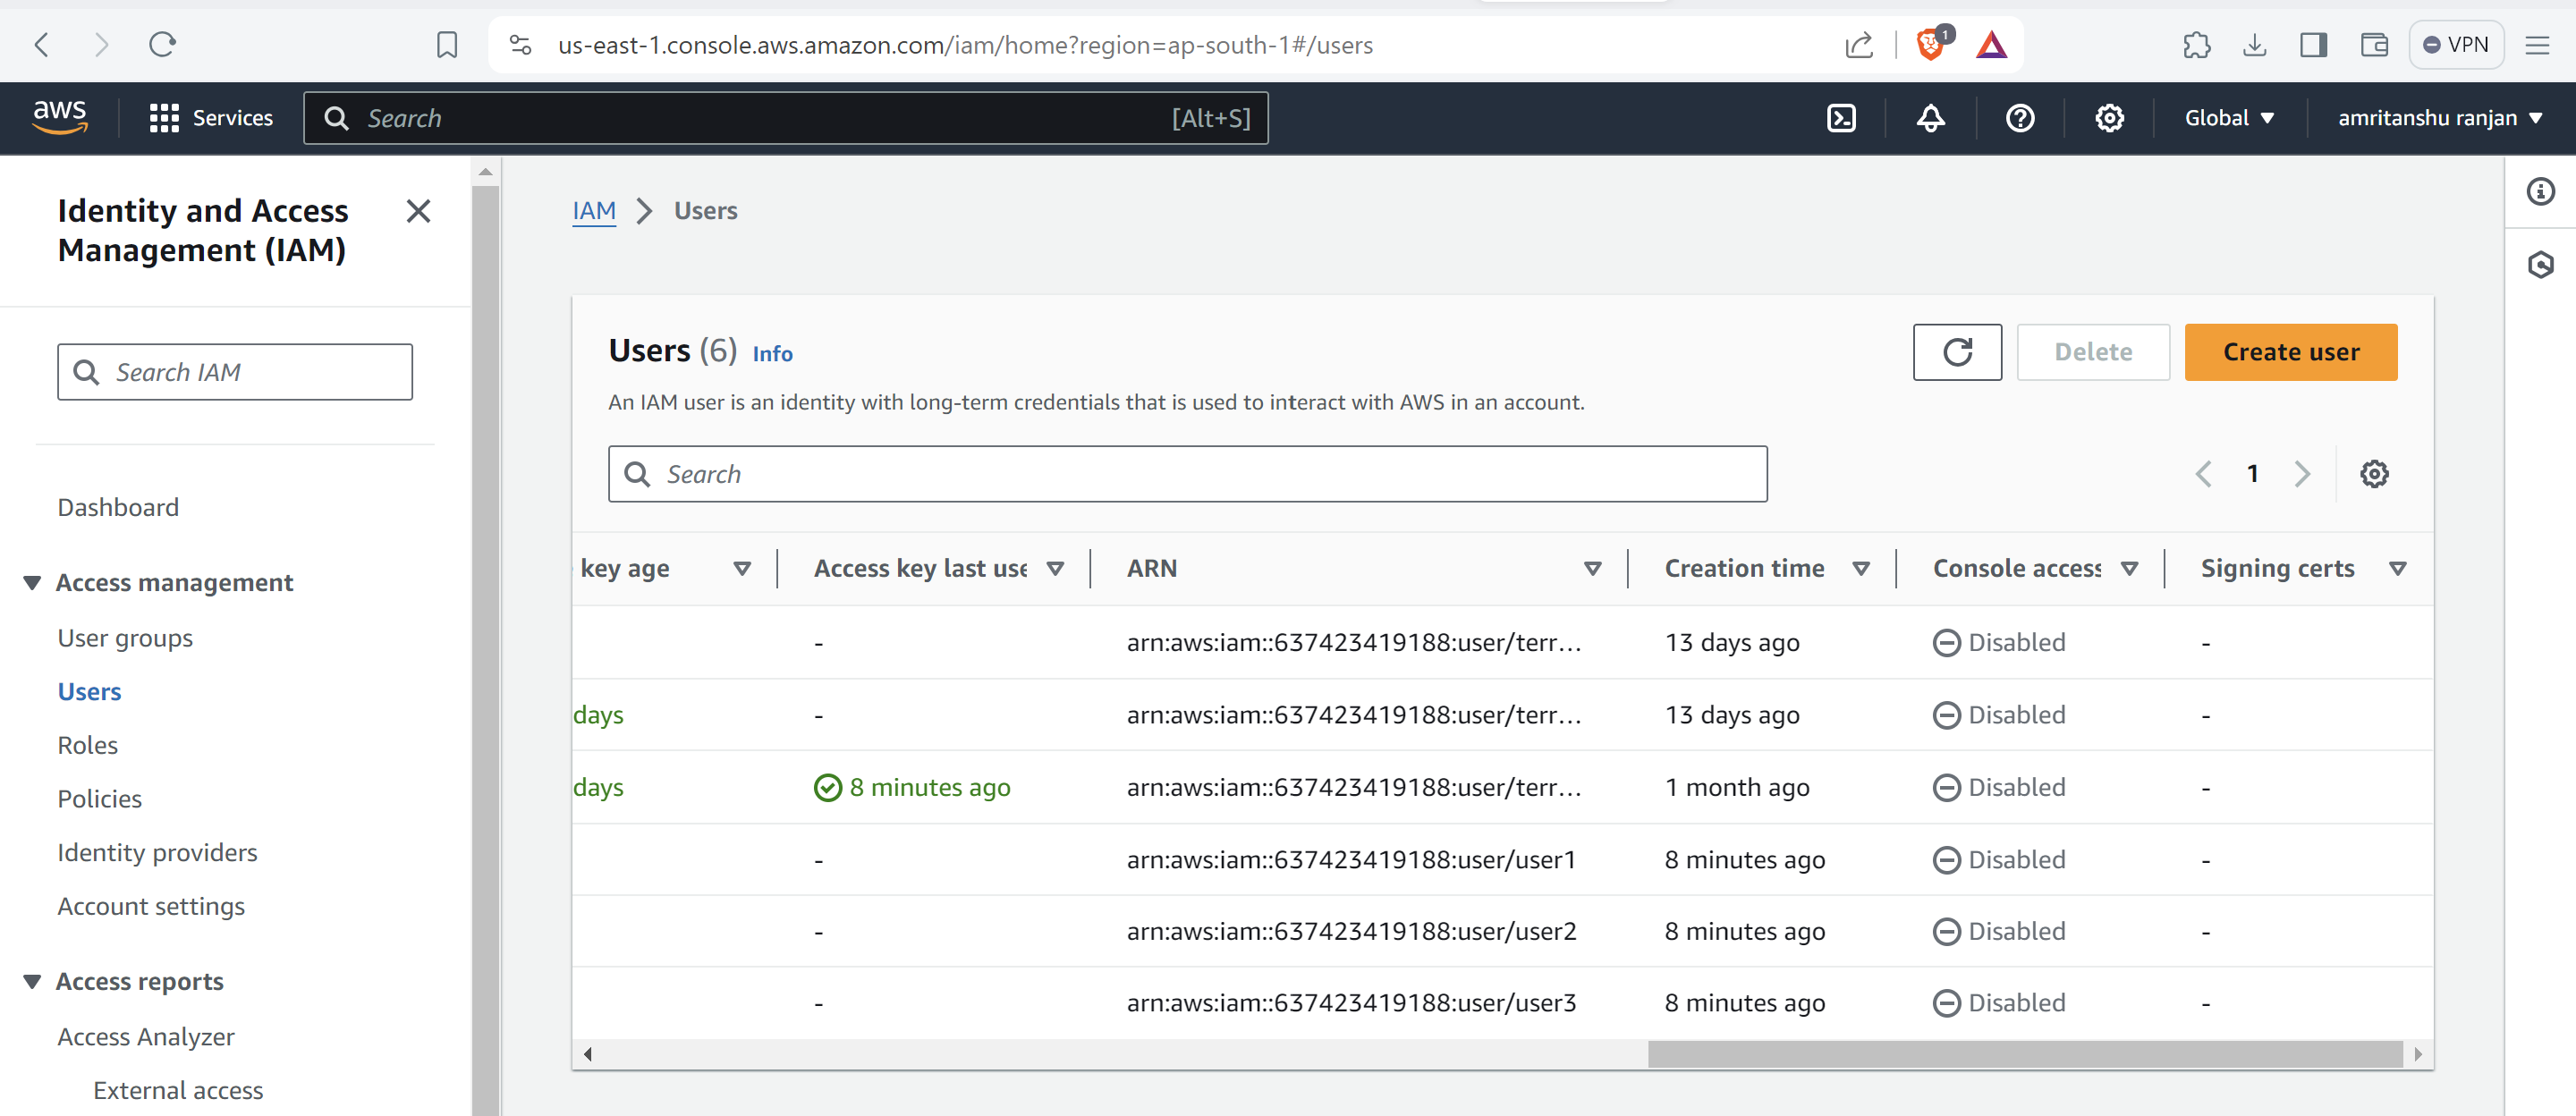 us-east-1.console.aws.amazon.com/iam/home?region=ap-south-1#/users
1
VPN
aws
Services
Search
[Alt+S]
Global
amritanshu ranjan
Identity and Access
Management (IAM)
Search IAM
Dashboard
Access management
User groups
Users
Roles
Policies
Identity providers
Account settings
Access reports
Access Analyzer
External access
IAM > Users
Users (6) Info
Delete
Create user
An IAM user is an identity with long-term credentials that is used to interact with AWS in an account.
Search
1
key age Access key last use ARN Creation time Console access Signing certs
- arn:aws:iam::637423419188:user/terr... 13 days ago Disabled -
days - arn:aws:iam::637423419188:user/terr... 13 days ago Disabled -
days 8 minutes ago arn:aws:iam::637423419188:user/terr... 1 month ago Disabled -
- arn:aws:iam::637423419188:user/user1 8 minutes ago Disabled -
- arn:aws:iam::637423419188:user/user2 8 minutes ago Disabled -
- arn:aws:iam::637423419188:user/user3 8 minutes ago Disabled -